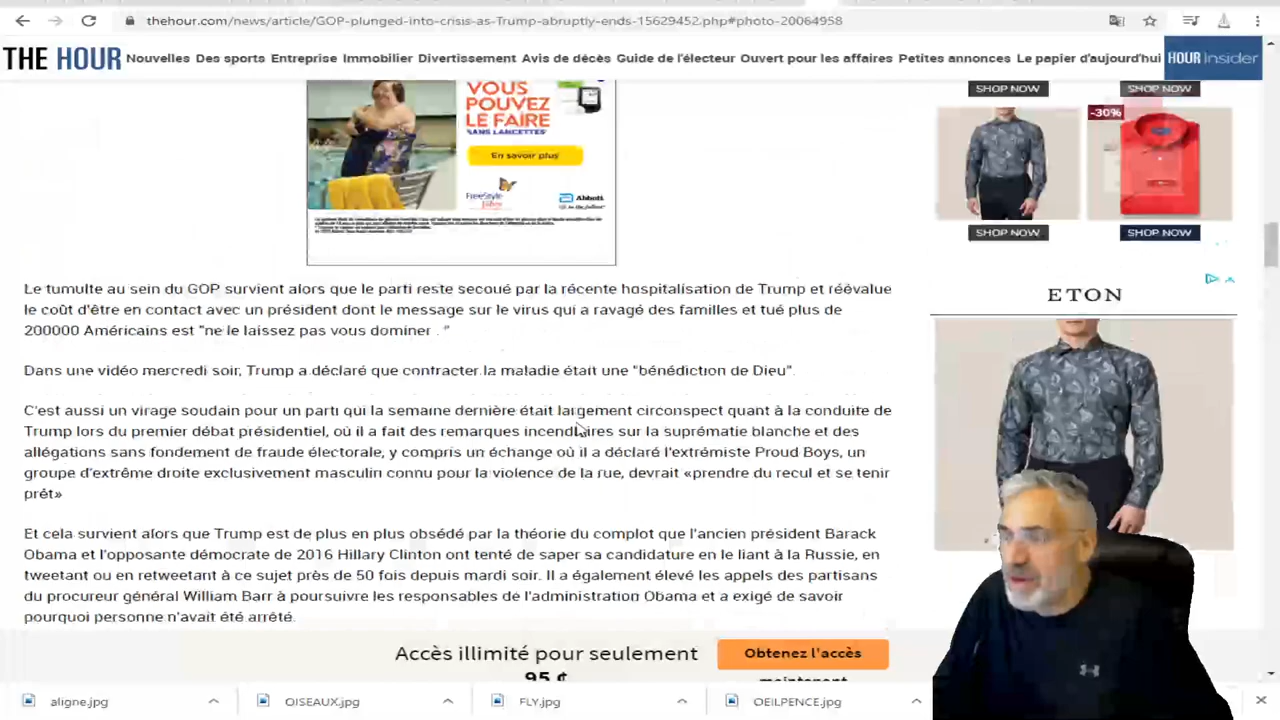 thehour.com/news/article/GOP-plunged-into-crisis-as-Trump-abruptly-ends-15629452.php#photo-20064958
THE HOUR Nouvelles Des sports Entreprise Immobilier Divertissement Avis de décès Guide de l'électeur Ouvert pour les affaires Petites annonces Le papier d'aujourd'hui HOUR Insider
VOUS
POUVEZ
LE FAIRE
SANS LANCETTES
En savoir plus
FreeStyle
Libre
Abbott
SHOP NOW
SHOP NOW
-30%
SHOP NOW
SHOP NOW
ETON
Le tumulte au sein du GOP survient alors que le parti reste secoué par la récente hospitalisation de Trump et réévalue
le coût d'être en contact avec un président dont le message sur le virus qui a ravagé des familles et tué plus de
200000 Américains est "ne le laissez pas vous dominer . "
Dans une vidéo mercredi soir, Trump a déclaré que contracter la maladie était une "bénédiction de Dieu".
C'est aussi un virage soudain pour un parti qui la semaine dernière était largement circonspect quant à la conduite de
Trump lors du premier débat présidentiel, où il a fait des remarques incendiaires sur la suprématie blanche et des
allégations sans fondement de fraude électorale, y compris un échange où il a déclaré l'extrémiste Proud Boys, un
groupe d'extrême droite exclusivement masculin connu pour la violence de la rue, devrait «prendre du recul et se tenir
prêt»
Et cela survient alors que Trump est de plus en plus obsédé par la théorie du complot que l'ancien président Barack
Obama et l'opposante démocrate de 2016 Hillary Clinton ont tenté de saper sa candidature en le liant à la Russie, en
tweetant ou en retweetant à ce sujet près de 50 fois depuis mardi soir. Il a également élevé les appels des partisans
du procureur général William Barr à poursuivre les responsables de l'administration Obama et a exigé de savoir
pourquoi personne n'avait été arrêté.
Accès illimité pour seulement
95 ¢
Obtenez l'accès
maintenant
aligne.jpg
OISEAUX.jpg
FLY.jpg
OEILPENCE.jpg